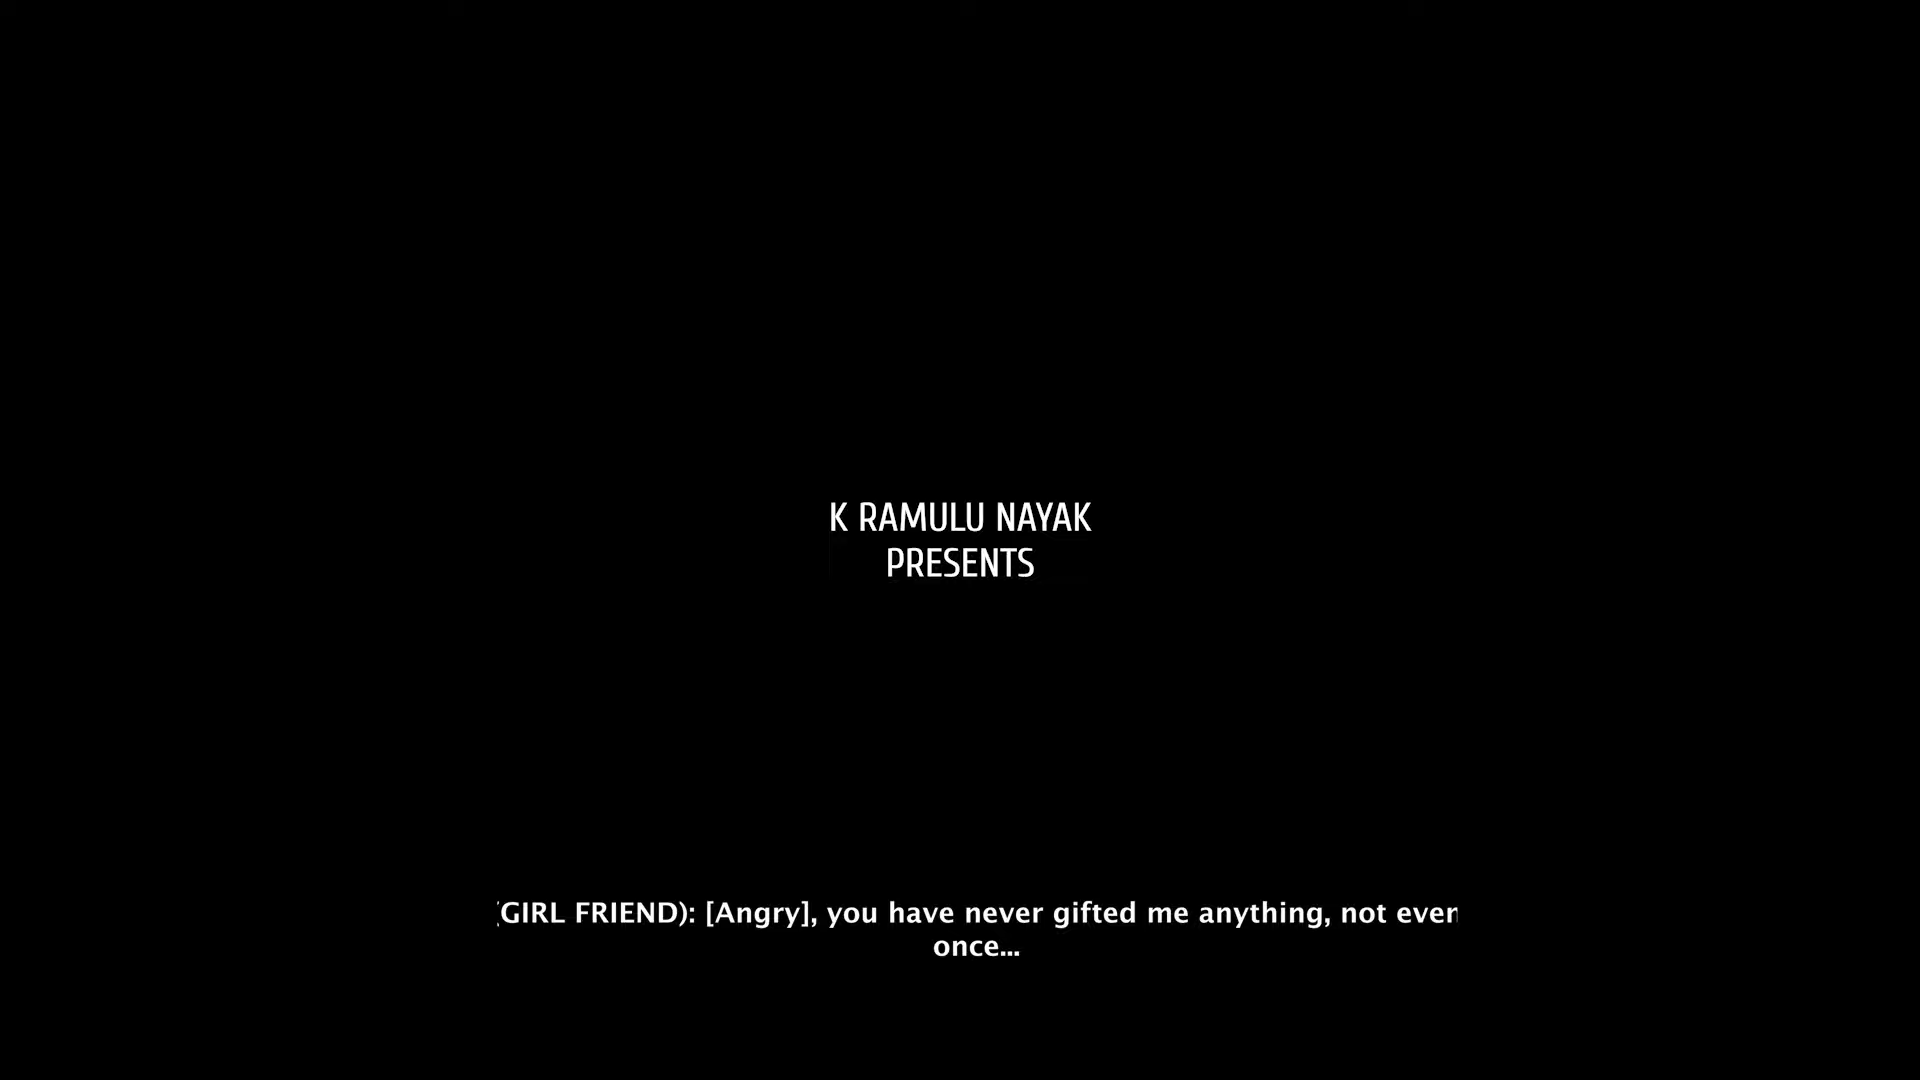 K RAMULU NAYAK
PRESENTS
(GIRL FRIEND): [Angry], you have never gifted me anything, not even
once...